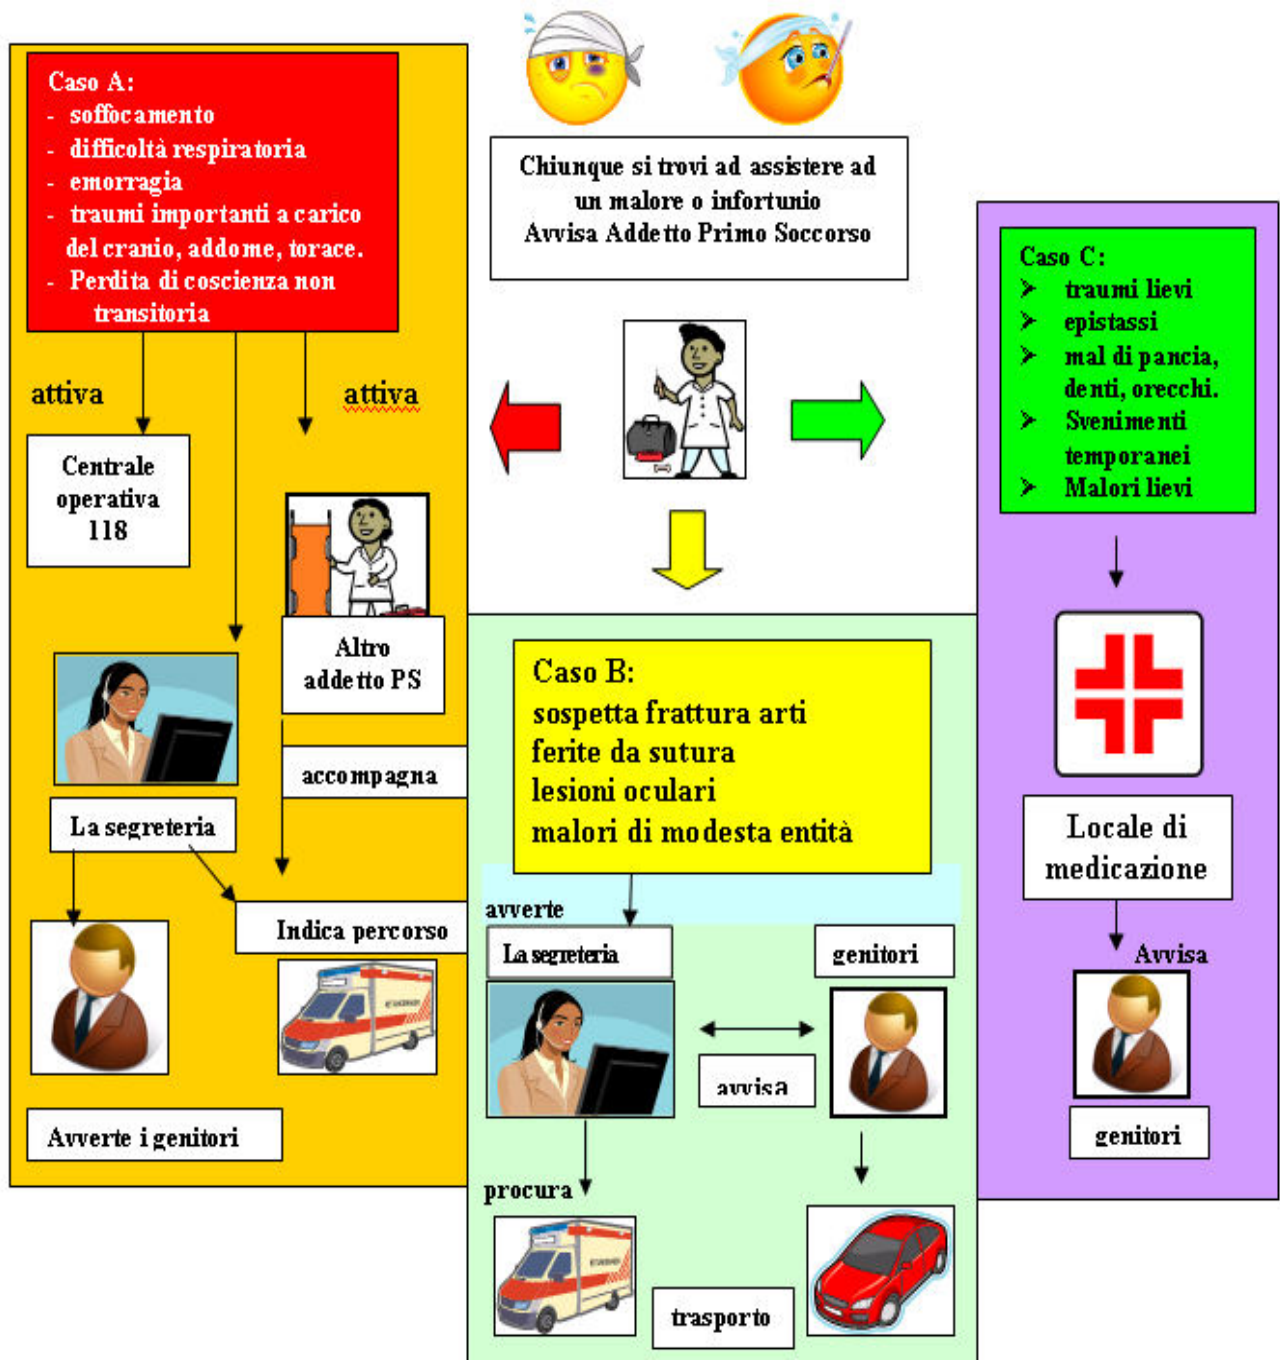 Chiunque si trovi ad assistere ad
un malore o infortunio
Avvisa Addetto Primo Soccorso
Caso A:
- soffocamento
- difficoltà respiratoria
- emorragia
- traumi importanti a carico
del cranio, addome, torace.
- Perdita di coscienza non
transitoria
attiva
attiva
Centrale
operativa
118
Altro
addetto PS
accompagna
La segreteria
Indica percorso
Avverte i genitori
Caso B:
sospetta frattura arti
ferite da sutura
lesioni oculari
malori di modesta entità
avverte
La segreteria
genitori
avvisa
procura
trasporto
Caso C:
➤ traumi lievi
➤ epistassi
➤ mal di pancia,
denti, orecchi.
➤ Svenimenti
temporanei
➤ Malori lievi
Locale di
medicazione
Avvisa
genitori